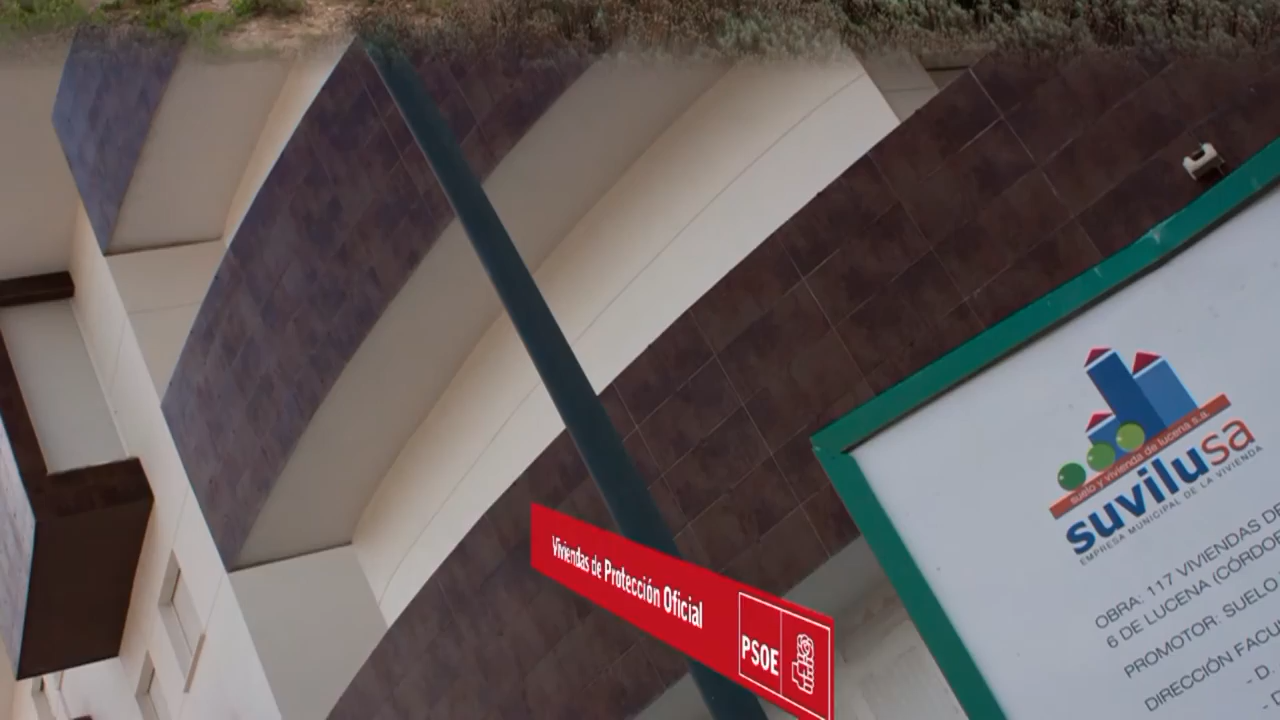 Viviendas de Protección Oficial
PSOE
suelo y vivienda de lucena s.a.
suvilusa
EMPRESA MUNICIPAL DE LA VIVIENDA
OBRA: 117 VIVIENDAS DE
6 DE LUCENA (CÓRDO
PROMOTOR: SUELO
DIRECCIÓN FACU
- D.